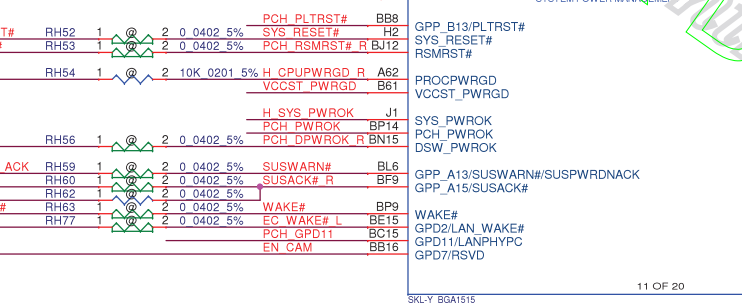 PCH_PLTRST# BB8 GPP_B13/PLTRST#
T# RH52 1 @ 2 0_0402_5% SYS_RESET# H2 SYS_RESET#
# RH53 1 @ 2 0_0402_5% PCH_RSMRST#_R BJ12 RSMRST#
RH54 1 @ 2 10K_0201_5% H_CPUPWRGD_R A62 PROCPWRGD
VCCST_PWRGD B61 VCCST_PWRGD
H_SYS_PWROK J1 SYS_PWROK
PCH_PWROK BP14 PCH_PWROK
RH56 1 @ 2 0_0402_5% PCH_DPWROK_R BN15 DSW_PWROK
ACK RH59 1 @ 2 0_0402_5% SUSWARN# BL6 GPP_A13/SUSWARN#/SUSPWRDNACK
RH60 1 @ 2 0_0402_5% SUSACK#_R BF9 GPP_A15/SUSACK#
RH62 1 @ 2 0_0402_5%
# RH63 1 @ 2 0_0402_5% WAKE# BP9 WAKE#
RH77 1 @ 2 0_0402_5% EC_WAKE#_L BE15 GPD2/LAN_WAKE#
PCH_GPD11 BC15 GPD11/LANPHYPC
EN_CAM BB16 GPD7/RSVD
11 OF 20
SKL-Y_BGA1515